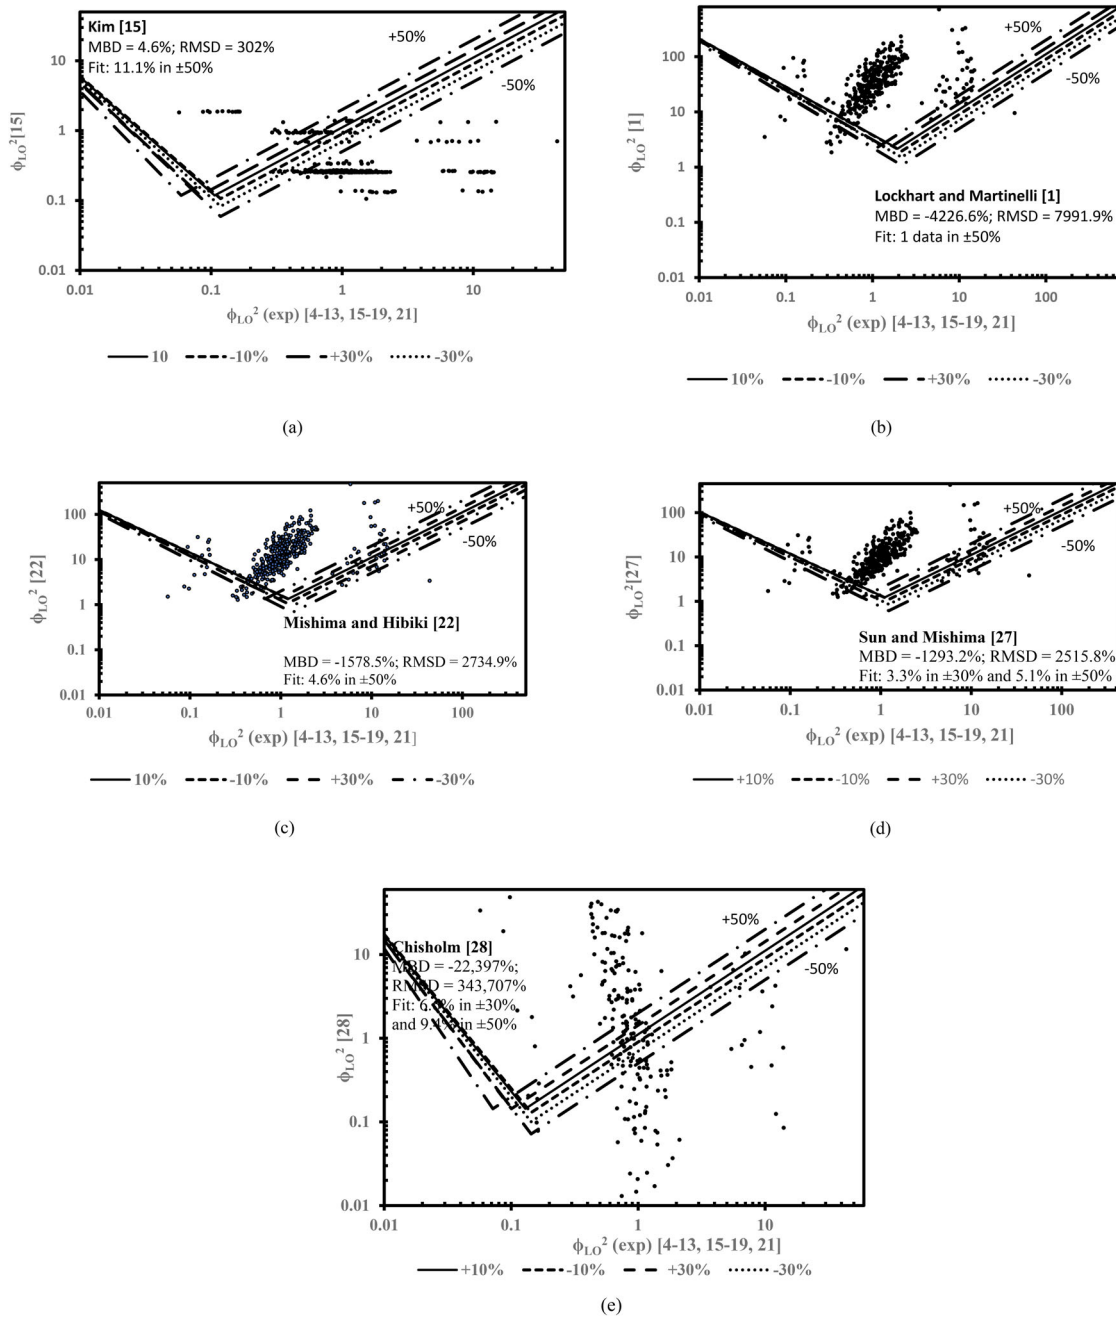 Kim [15]
MBD = 4.6%; RMSD = 302%
Fit: 11.1% in ±50%
+50%
-50%
10
1
0.1
0.01
ϕLO² [15]
0.01 0.1 1 10
ϕLO² (exp) [4-13, 15-19, 21]
10 -10% +30% -30%
(a)
100
10
1
0.1
0.01
ϕLO² [1]
+50%
-50%
Lockhart and Martinelli [1]
MBD = -4226.6%; RMSD = 7991.9%
Fit: 1 data in ±50%
0.01 0.1 1 10 100
ϕLO² (exp) [4-13, 15-19, 21]
10% -10% +30% -30%
(b)
100
10
1
0.1
0.01
ϕLO² [22]
+50%
-50%
Mishima and Hibiki [22]
MBD = -1578.5%; RMSD = 2734.9%
Fit: 4.6% in ±50%
0.01 0.1 1 10 100
ϕLO² (exp) [4-13, 15-19, 21]
10% -10% +30% -30%
(c)
100
10
1
0.1
0.01
ϕLO² [27]
+50%
-50%
Sun and Mishima [27]
MBD = -1293.2%; RMSD = 2515.8%
Fit: 3.3% in ±30% and 5.1% in ±50%
0.01 0.1 1 10 100
ϕLO² (exp) [4-13, 15-19, 21]
+10% -10% +30% -30%
(d)
10
1
0.1
0.01
ϕLO² [28]
+50%
-50%
Chisholm [28]
MBD = -22,397%;
RMSD = 343,707%
Fit: in ±30%
and 9.4% in ±50%
0.01 0.1 1 10
ϕLO² (exp) [4-13, 15-19, 21]
+10% -10% +30% -30%
(e)